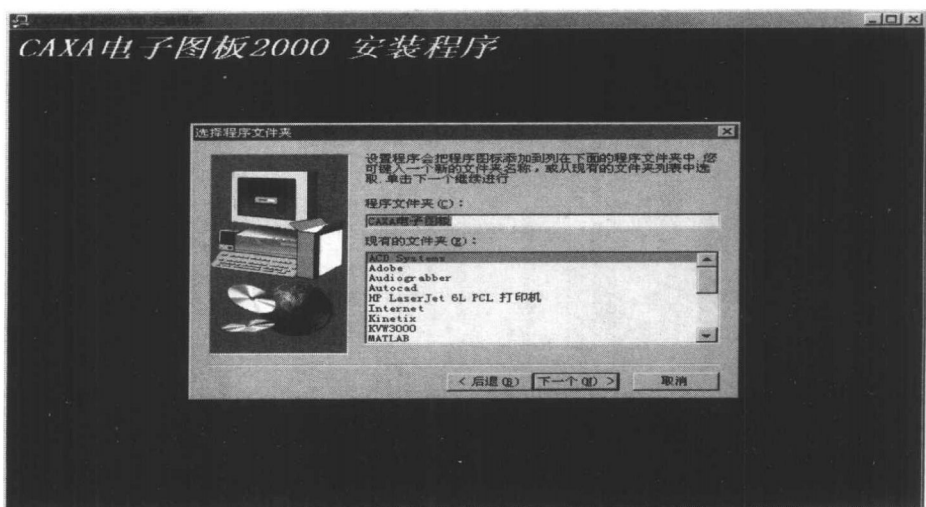 CAXA电子图板2000 安装程序
选择程序文件夹
设置程序会把程序图标添加到列在下面的程序文件夹中.您
可键入一个新的文件夹名称，或从现有的文件夹列表中选
取.单击下一个继续进行
程序文件夹(C)：
CAXA电子图板
现有的文件夹(E)：
ACD Systems
Adobe
Audiograbber
Autocad
HP LaserJet 6L PCL 打印机
Internet
Kinetix
KVW3000
MATLAB
< 后退(B) 下一个(N) > 取消